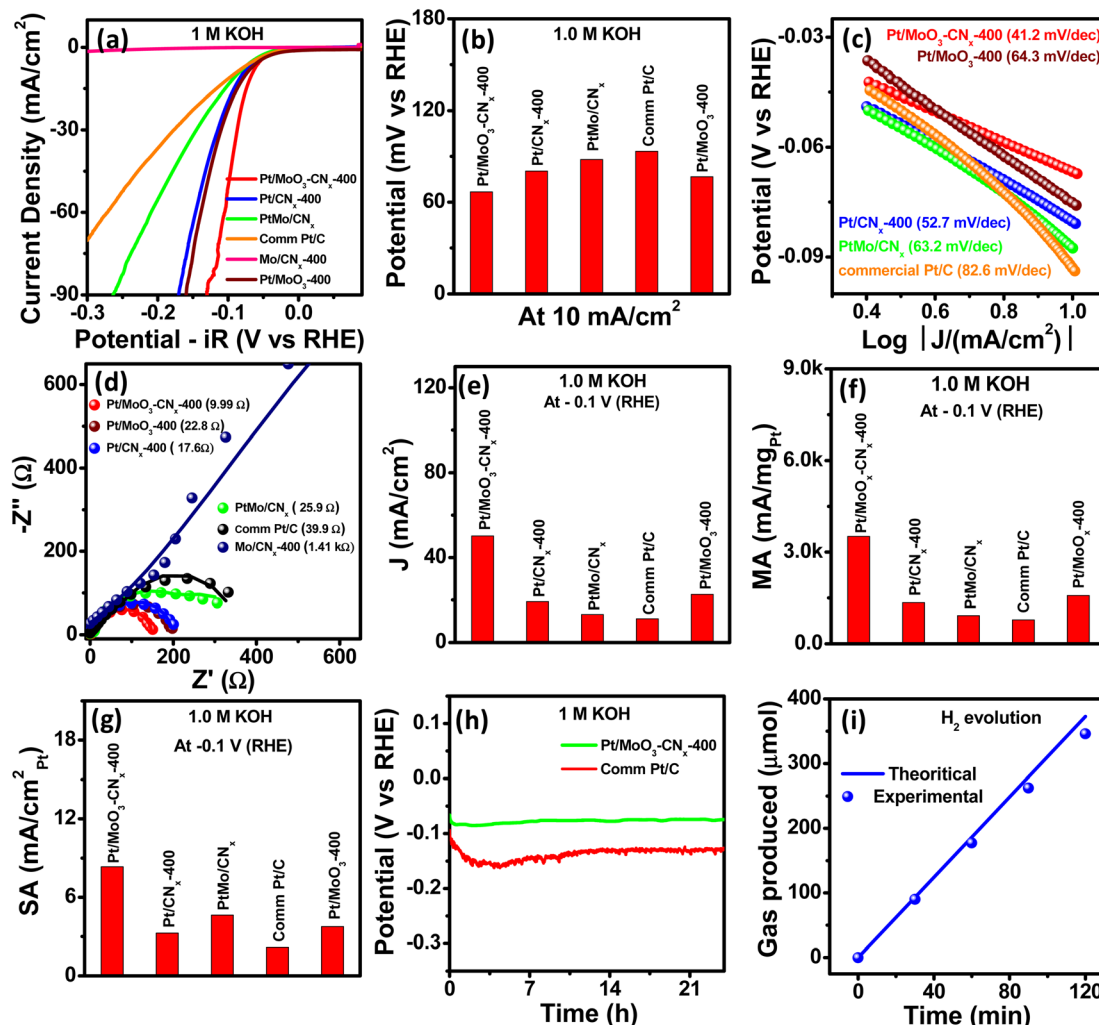 (a)
1 M KOH
Current Density (mA/cm²)
0
-30
-60
-90
Pt/MoO₃-CNₓ-400
Pt/CNₓ-400
PtMo/CNₓ
Comm Pt/C
Mo/CNₓ-400
Pt/MoO₃-400
-0.3
-0.2
-0.1
0.0
Potential - iR (V vs RHE)
(b)
1.0 M KOH
Potential (mV vs RHE)
180
120
60
0
Pt/MoO₃-CNₓ-400
Pt/CNₓ-400
PtMo/CNₓ
Comm Pt/C
Pt/MoO₃-400
At 10 mA/cm²
(c)
Potential (V vs RHE)
-0.03
-0.06
-0.09
Pt/MoO₃-CNₓ-400 (41.2 mV/dec)
Pt/MoO₃-400 (64.3 mV/dec)
Pt/CNₓ-400 (52.7 mV/dec)
PtMo/CNₓ (63.2 mV/dec)
commercial Pt/C (82.6 mV/dec)
0.4
0.6
0.8
1.0
Log |J/(mA/cm²)|
(d)
-Z" (Ω)
600
400
200
0
Pt/MoO₃-CNₓ-400 (9.99 Ω)
Pt/MoO₃-400 (22.8 Ω)
Pt/CNₓ-400 ( 17.6Ω)
PtMo/CNₓ ( 25.9 Ω)
comm Pt/C (39.9 Ω)
Mo/CNₓ-400 (1.41 kΩ)
0
200
400
600
Z' (Ω)
(e)
1.0 M KOH
At - 0.1 V (RHE)
J (mA/cm²)
120
80
40
0
Pt/MoO₃-CNₓ-400
Pt/CNₓ-400
PtMo/CNₓ
Comm Pt/C
Pt/MoO₃-400
(f)
1.0 M KOH
At - 0.1 V (RHE)
MA (mA/mgPt)
9.0k
6.0k
3.0k
0.0
Pt/MoOₓ-CNₓ-400
Pt/CNₓ-400
PtMo/CNₓ
Comm Pt/C
Pt/MoOₓ-400
(g)
1.0 M KOH
At -0.1 V (RHE)
SA (mA/cm²Pt)
18
12
6
0
Pt/MoO₃-CNₓ-400
Pt/CNₓ-400
PtMo/CNₓ
Comm Pt/C
Pt/MoO₃-400
(h)
1 M KOH
Potential (V vs RHE)
0.1
0.0
-0.1
-0.2
-0.3
Pt/MoO₃-CNₓ-400
Comm Pt/C
0
7
14
21
Time (h)
(i)
H₂ evolution
Gas produced (μmol)
400
300
200
100
0
Theoritical
Experimental
0
40
80
120
Time (min)